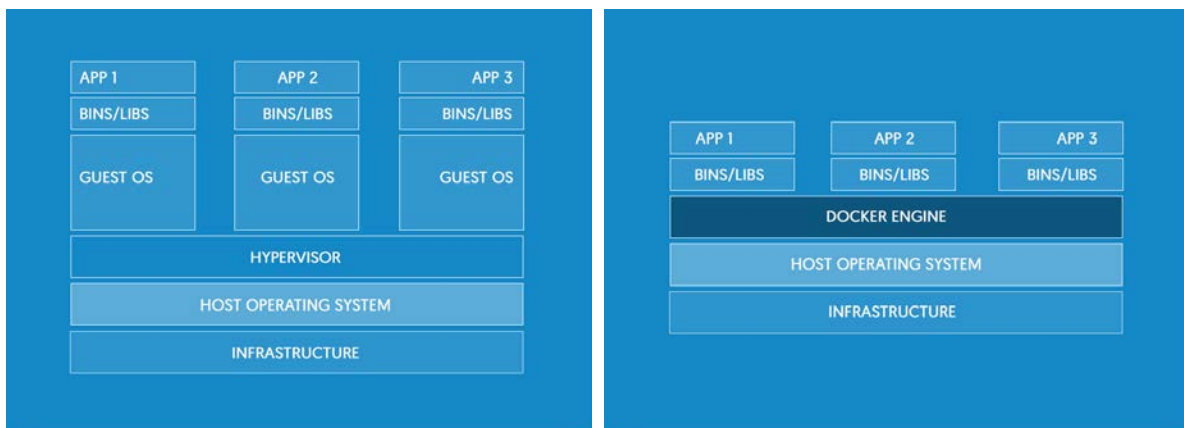 APP 1 APP 2 APP 3
BINS/LIBS BINS/LIBS BINS/LIBS
GUEST OS GUEST OS GUEST OS
HYPERVISOR
HOST OPERATING SYSTEM
INFRASTRUCTURE
APP 1 APP 2 APP 3
BINS/LIBS BINS/LIBS BINS/LIBS
DOCKER ENGINE
HOST OPERATING SYSTEM
INFRASTRUCTURE